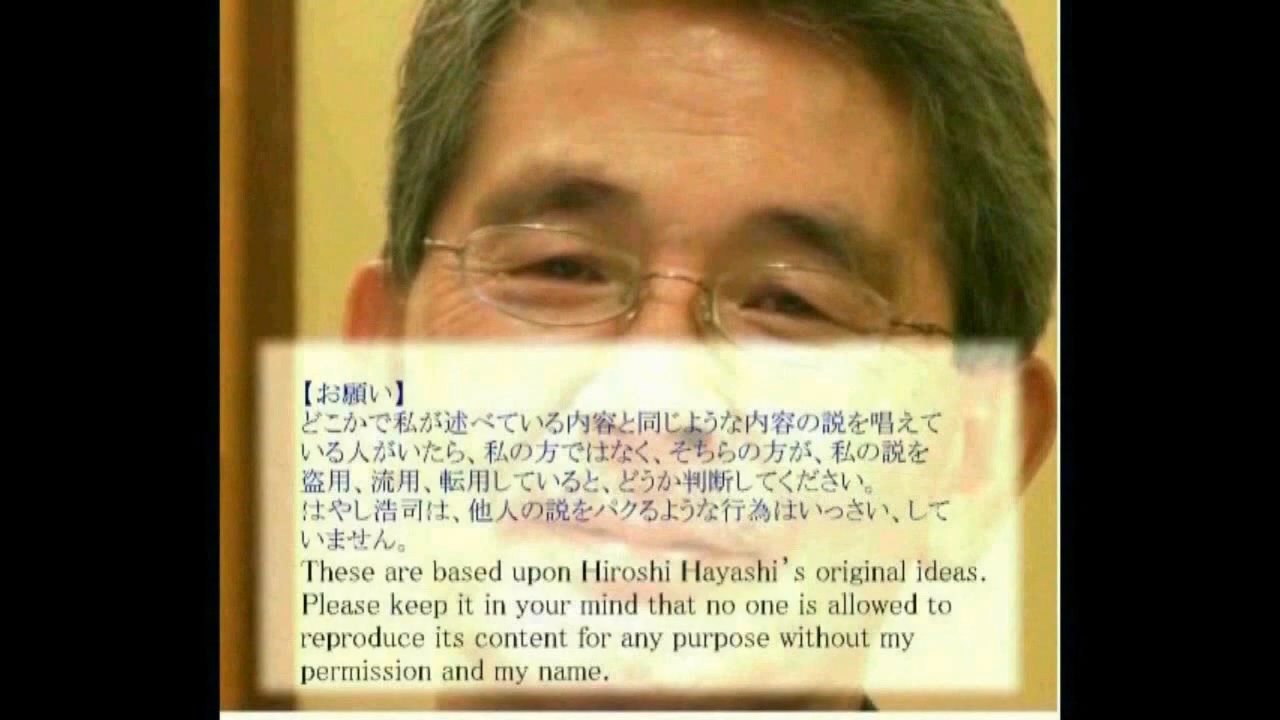 【お願い】
どこかで私が述べている内容と同じような内容の説を唱えて
いる人がいたら、私の方ではなく、そちらの方が、私の説を
盗用、流用、転用していると、どうか判断してください。
はやし浩司は、他人の説をパクるような行為はいっさい、して
いません。
These are based upon Hiroshi Hayashi's original ideas.
Please keep it in your mind that no one is allowed to
reproduce its content for any purpose without my
permission and my name.